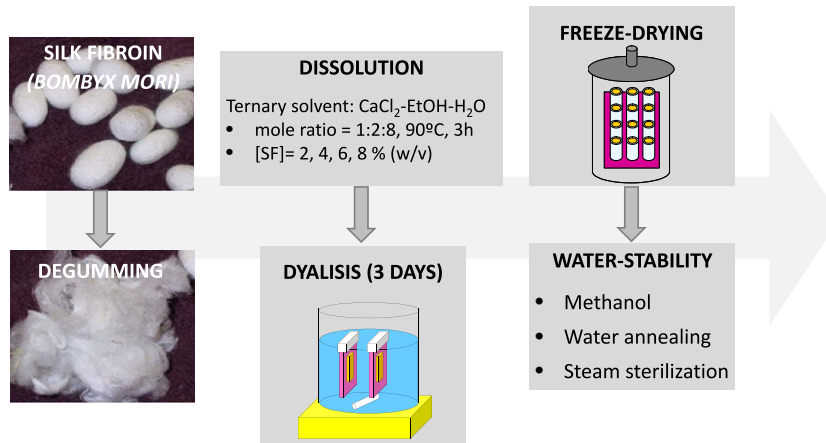 SILK FIBROIN
(BOMBYX MORI)
DEGUMMING
DISSOLUTION
Ternary solvent: CaCl₂-EtOH-H₂O
• mole ratio = 1:2:8, 90ºC, 3h
• [SF]= 2, 4, 6, 8 % (w/v)
DYALISIS (3 DAYS)
FREEZE-DRYING
WATER-STABILITY
• Methanol
• Water annealing
• Steam sterilization